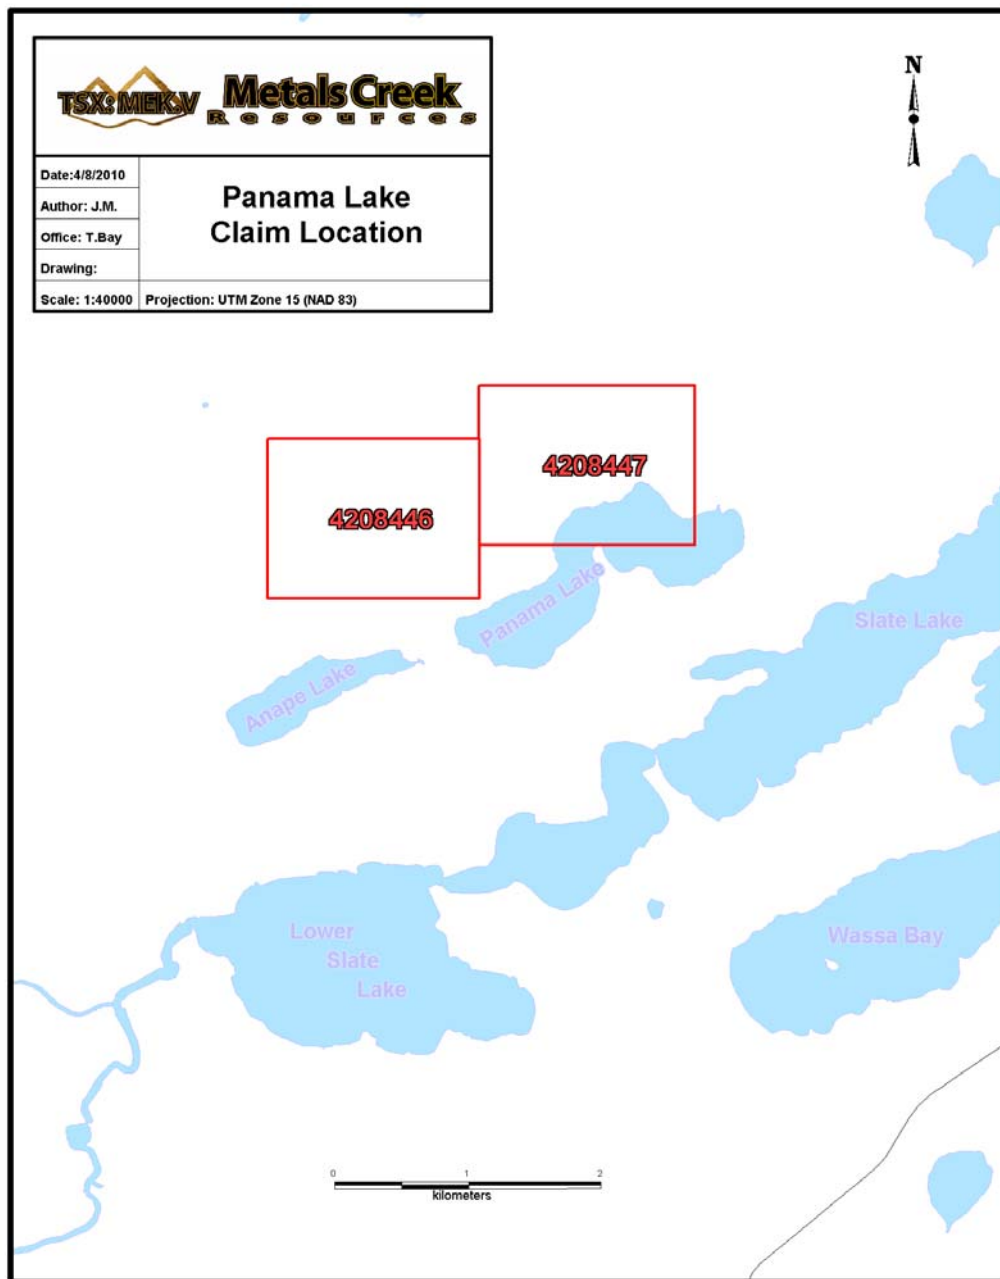 TSX: MEK.V
Metals Creek
Resources
Date:4/8/2010
Author: J.M.
Office: T.Bay
Drawing:
Scale: 1:40000
Panama Lake
Claim Location
Projection: UTM Zone 15 (NAD 83)
N
4208447
4208446
Panama Lake
Slate Lake
Anape Lake
Lower
Slate
Lake
Wassa Bay
0 1 2
kilometers